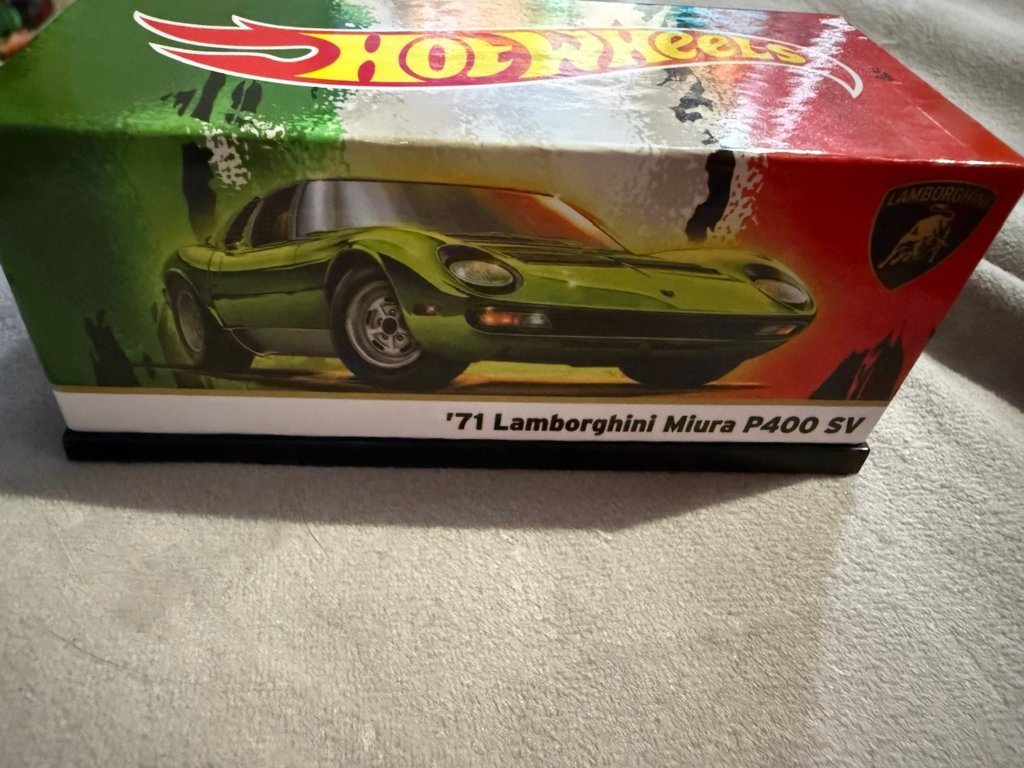 HOT WHEELS
LAMBORGHINI
'71 Lamborghini Miura P400 SV